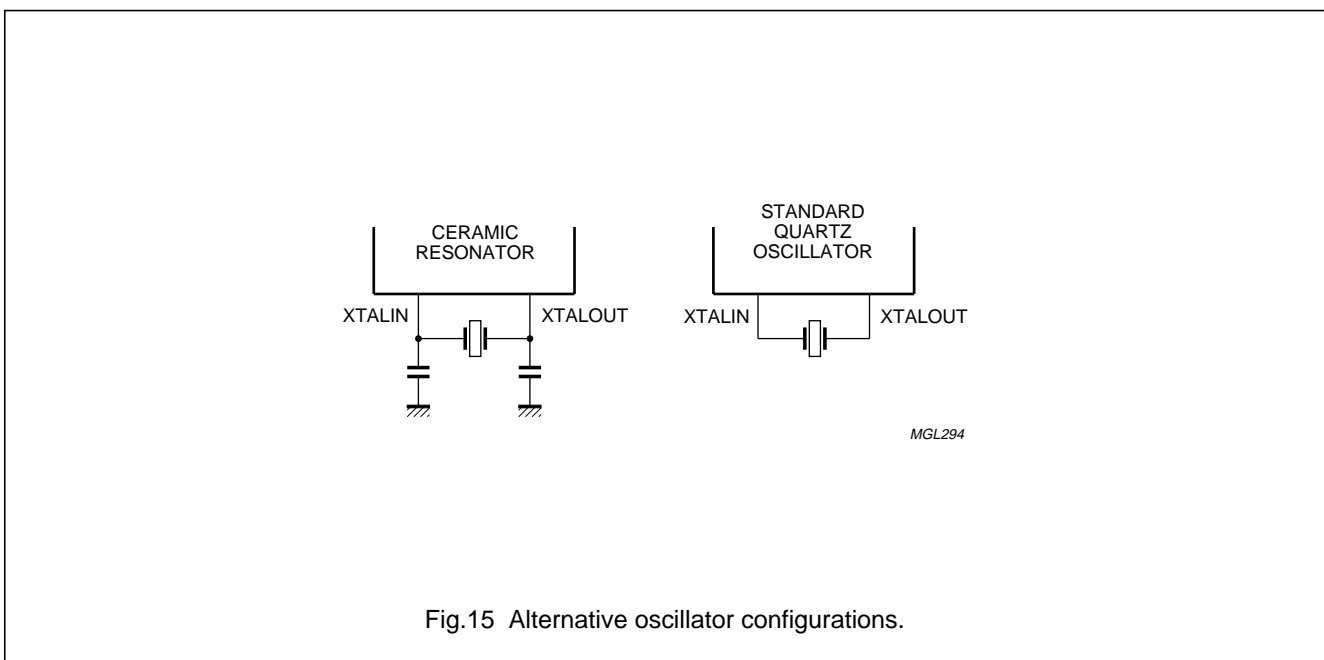 CERAMIC
RESONATOR
XTALIN
XTALOUT
STANDARD
QUARTZ
OSCILLATOR
XTALIN
XTALOUT
MGL294
Fig.15 Alternative oscillator configurations.